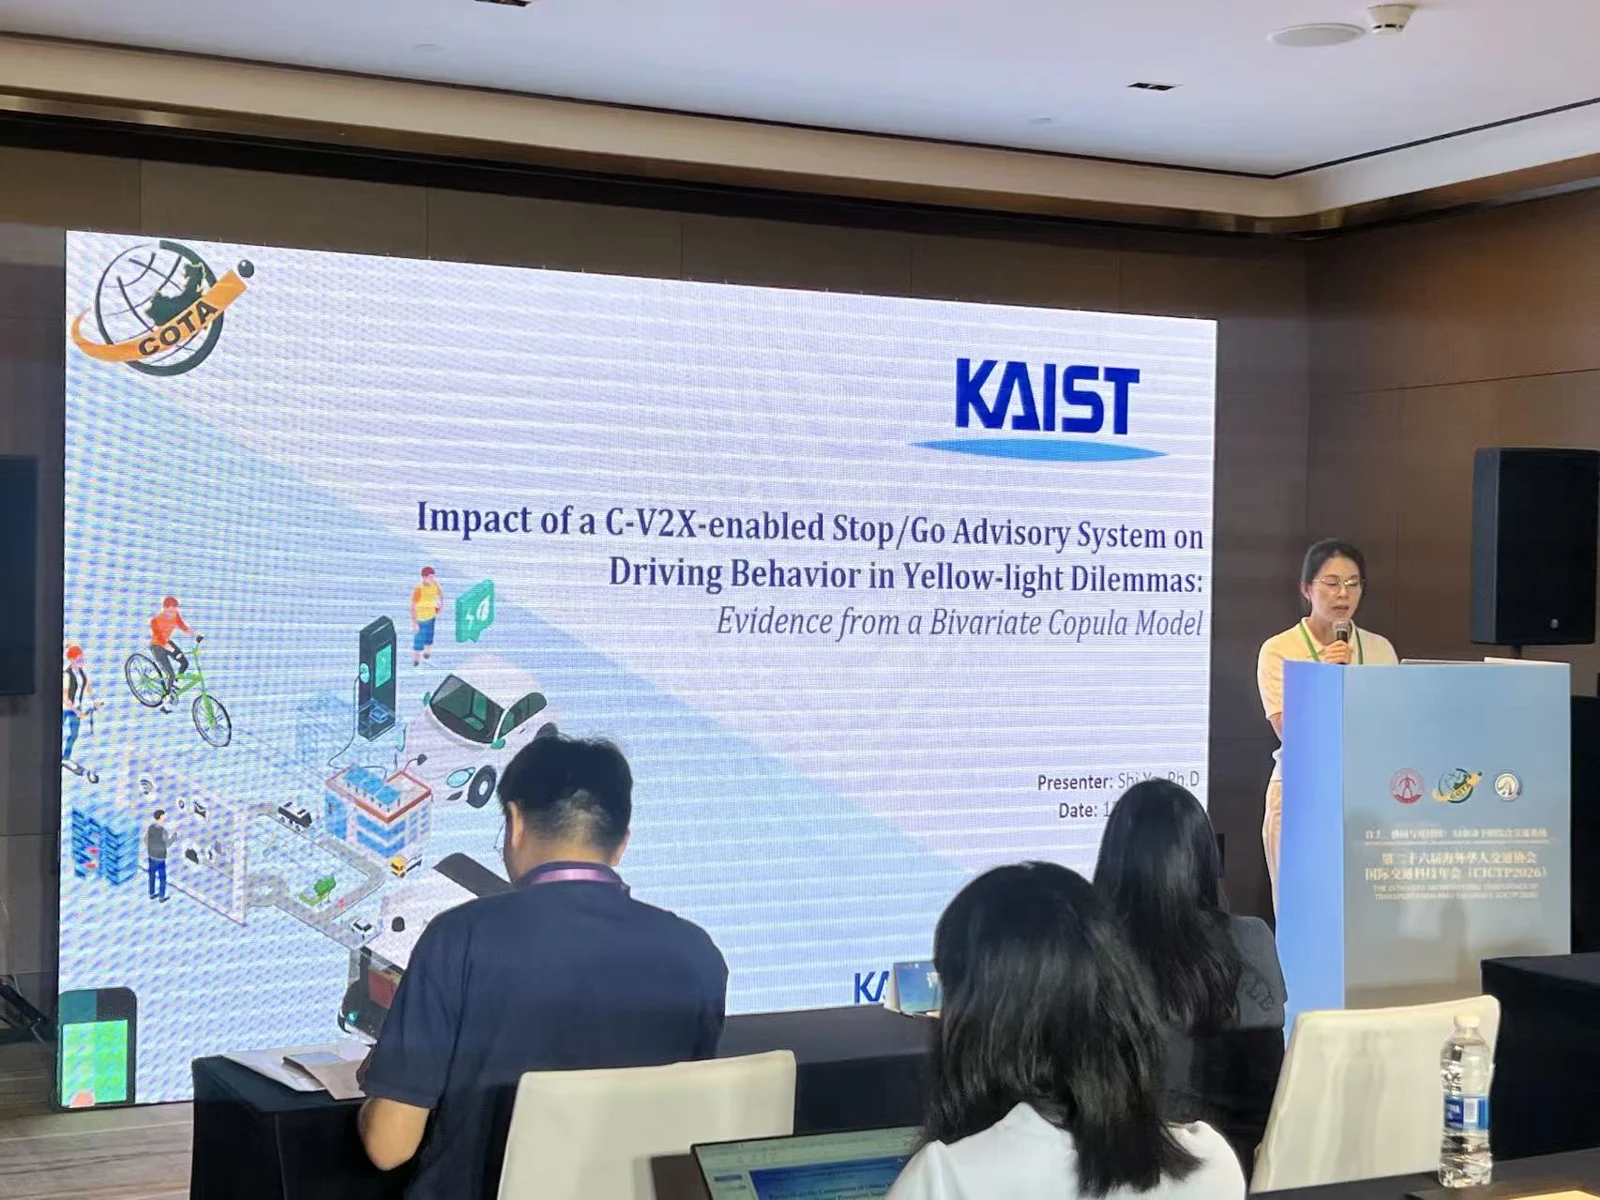 COTA
KAIST
Impact of a C-V2X-enabled Stop/Go Advisory System on
Driving Behavior in Yellow-light Dilemmas:
Evidence from a Bivariate Copula Model
Presenter: Ph.D
Date:
KA
COTA
第二十六届海外华人交通协会
国际交通科技年会（CICTP2026）